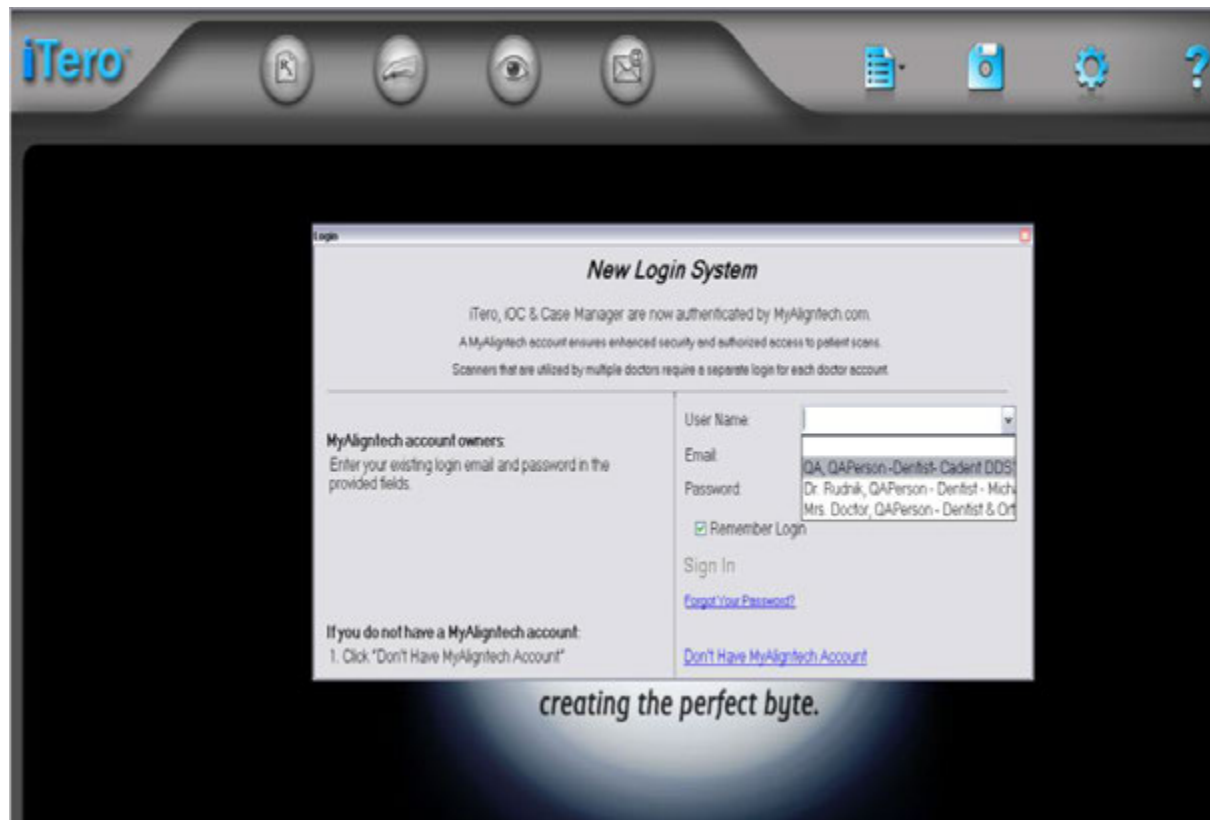 iTero
?
Login
New Login System
iTero, iOC & Case Manager are now authenticated by MyAligntech.com.
A MyAligntech account ensures enhanced security and authorized access to patient scans.
Scanners that are utilized by multiple doctors require a separate login for each doctor account.
MyAligntech account owners:
Enter your existing login email and password in the
provided fields.
If you do not have a MyAligntech account:
1. Click "Don't Have MyAligntech Account"
User Name:
Email:
Password:
QA, QAPerson -Dentist- Cadent DDS
Dr. Rudnik, QAPerson - Dentist - Mich
Mrs. Doctor, QAPerson - Dentist & Ort
Remember Login
Sign In
Forgot Your Password?
Don't Have MyAligntech Account
creating the perfect byte.